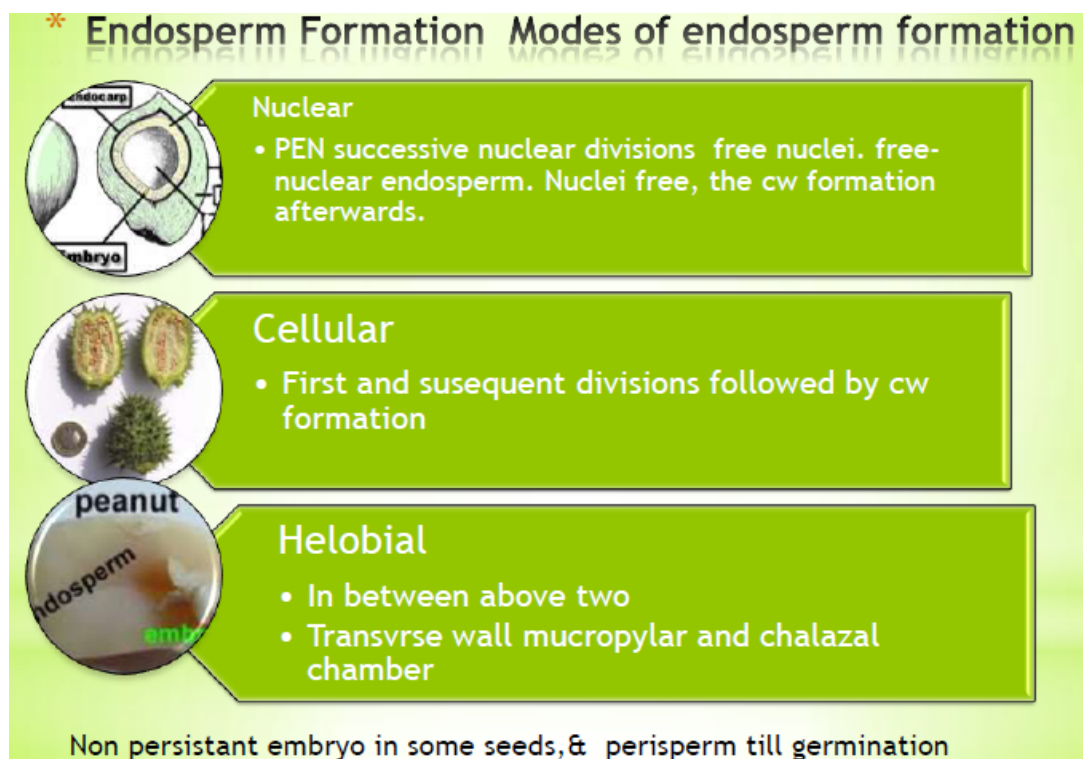 * Endosperm Formation Modes of endosperm formation
endocarp
Embryo
Nuclear
• PEN successive nuclear divisions free nuclei. free-
nuclear endosperm. Nuclei free, the cw formation
afterwards.
Cellular
• First and susequent divisions followed by cw
formation
peanut
ndosperm
emb
Helobial
• In between above two
• Transvrse wall mucropylar and chalazal
chamber
Non persistant embryo in some seeds,& perisperm till germination